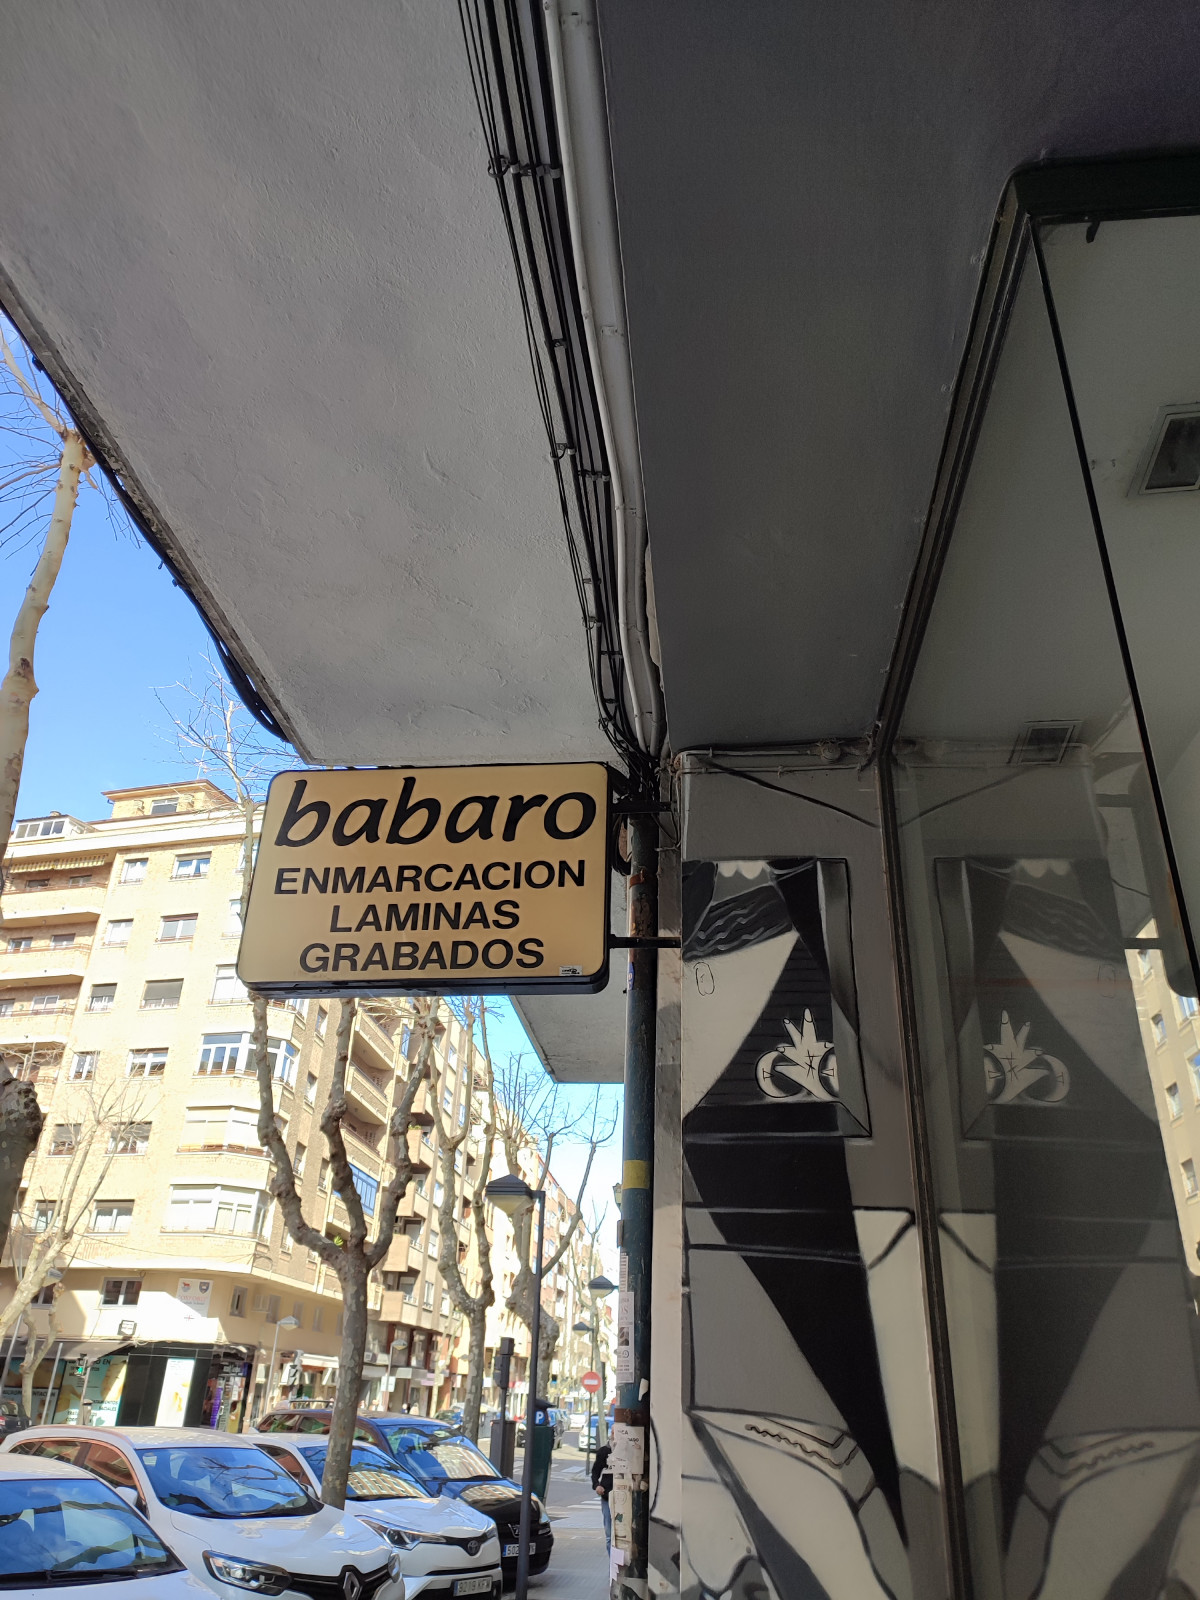 babaro
ENMARCACION
LAMINAS
GRABADOS
P